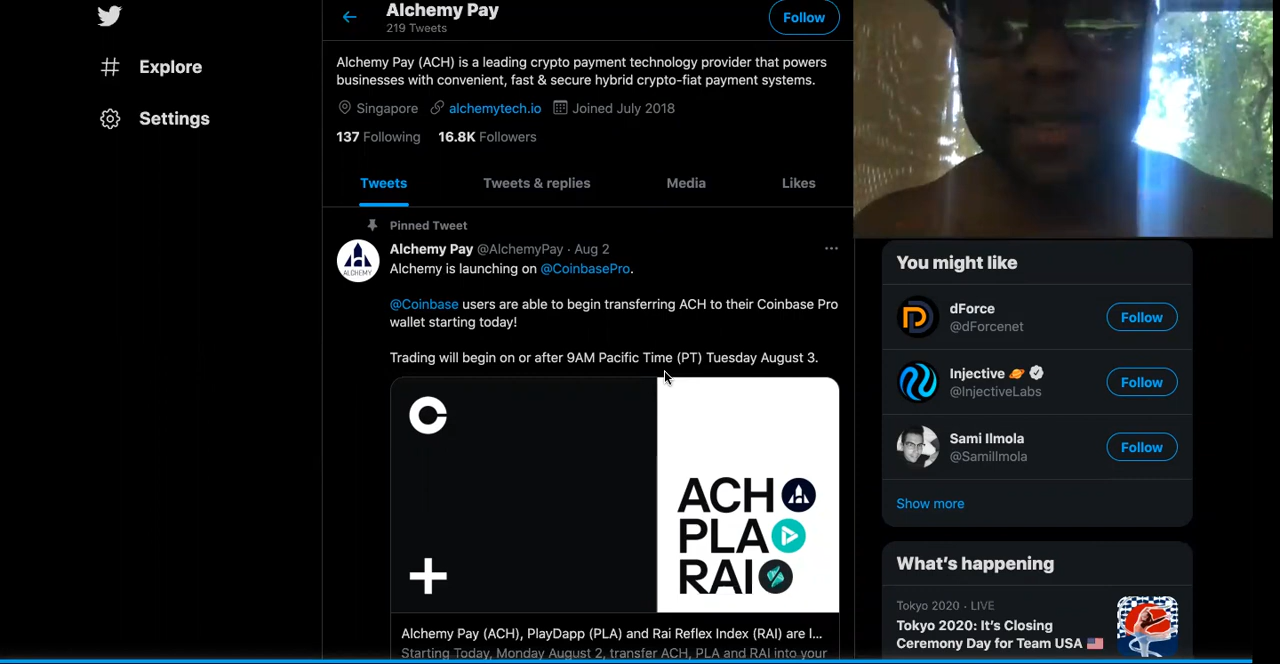 Alchemy Pay
219 Tweets
Follow
Explore
Settings
Alchemy Pay (ACH) is a leading crypto payment technology provider that powers
businesses with convenient, fast & secure hybrid crypto-fiat payment systems.
Singapore alchemytech.io Joined July 2018
137 Following 16.8K Followers
Tweets Tweets & replies Media Likes
Pinned Tweet
Alchemy Pay @AlchemyPay · Aug 2
ALCHEMY
Alchemy is launching on @CoinbasePro.
@Coinbase users are able to begin transferring ACH to their Coinbase Pro
wallet starting today!
Trading will begin on or after 9AM Pacific Time (PT) Tuesday August 3.
ACH
PLA
RAI
Alchemy Pay (ACH), PlayDapp (PLA) and Rai Reflex Index (RAI) are l...
Starting Today, Monday August 2, transfer ACH, PLA and RAI into your
You might like
dForce
@dForcenet
Follow
Injective
@InjectiveLabs
Follow
Sami Ilmola
@SamiIlmola
Follow
Show more
What's happening
Tokyo 2020 · LIVE
Tokyo 2020: It's Closing
Ceremony Day for Team USA